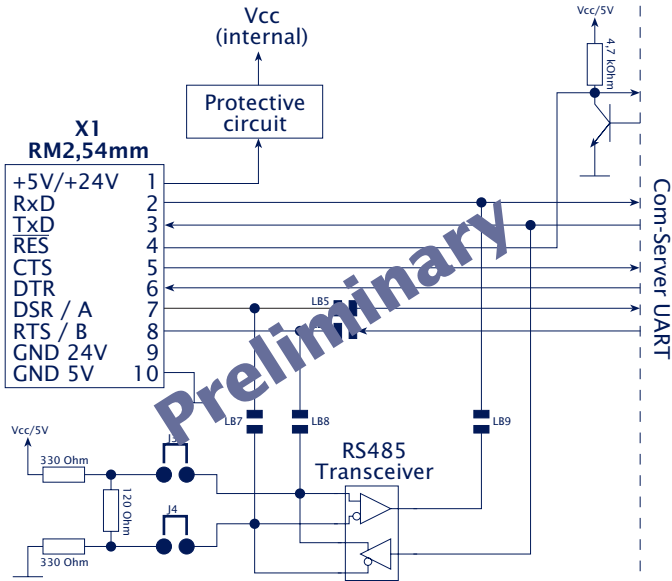 Vcc
(internal)
Vcc/5V
4,7 kOhm
Protective
circuit
X1
RM2,54mm
+5V/+24V 1
RxD 2
TxD 3
RES 4
CTS 5
DTR 6
DSR / A 7
RTS / B 8
GND 24V 9
GND 5V 10
Com-Server UART
LB5
Preliminary
LB7
LB8
LB9
Vcc/5V
J3
330 Ohm
RS485
Transceiver
120 Ohm
J4
330 Ohm